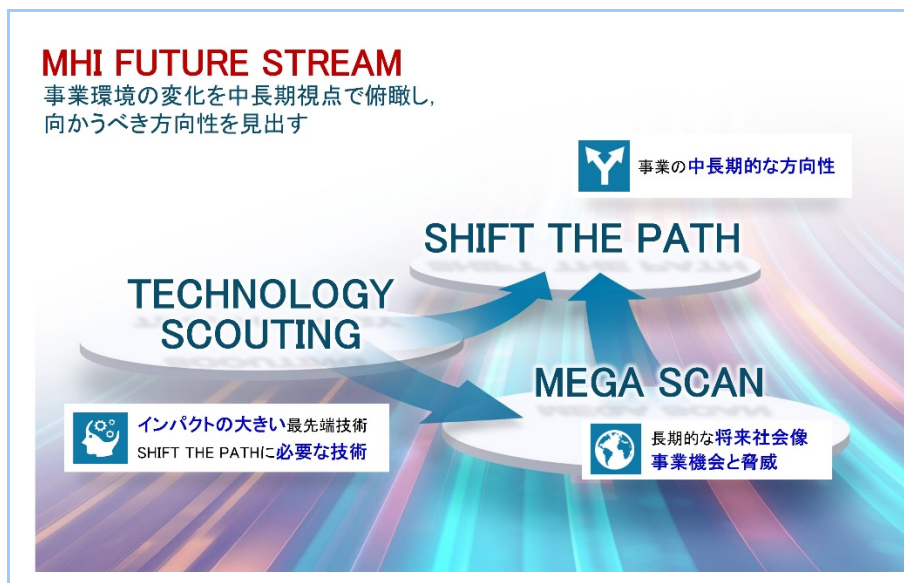 MHI FUTURE STREAM
事業環境の変化を中長期視点で俯瞰し,
向かうべき方向性を見出す
事業の中長期的な方向性
SHIFT THE PATH
TECHNOLOGY
SCOUTING
MEGA SCAN
インパクトの大きい最先端技術
SHIFT THE PATHに必要な技術
長期的な将来社会像
事業機会と脅威